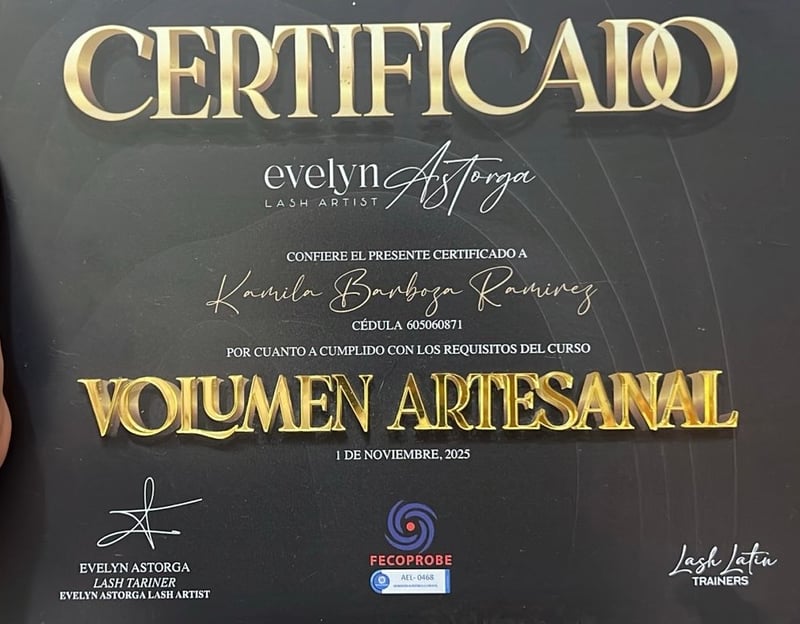 CERTIFICADO
evelyn Astorga
LASH ARTIST
CONFIERE EL PRESENTE CERTIFICADO A
Kamila Barboza Ramirez
CÉDULA 605060871
POR CUANTO A CUMPLIDO CON LOS REQUISITOS DEL CURSO
VOLUMEN ARTESANAL
1 DE NOVIEMBRE, 2025
EVELYN ASTORGA
LASH TARINER
EVELYN ASTORGA LASH ARTIST
FECOPROBE
AEL- 0468
Lash Latin
TRAINERS